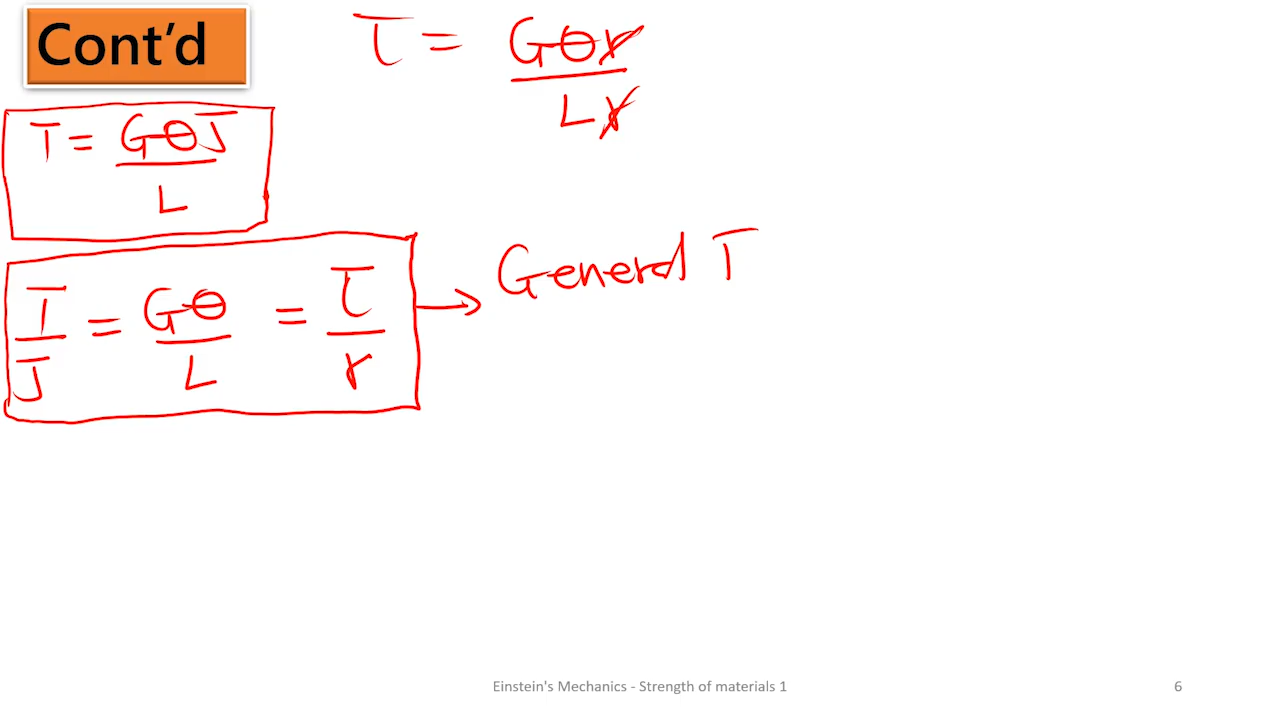 Cont'd
τ = Gθr / Lr
T = GθJ / L
T / J = Gθ / L = τ / r → General T
Einstein's Mechanics - Strength of materials 1
6